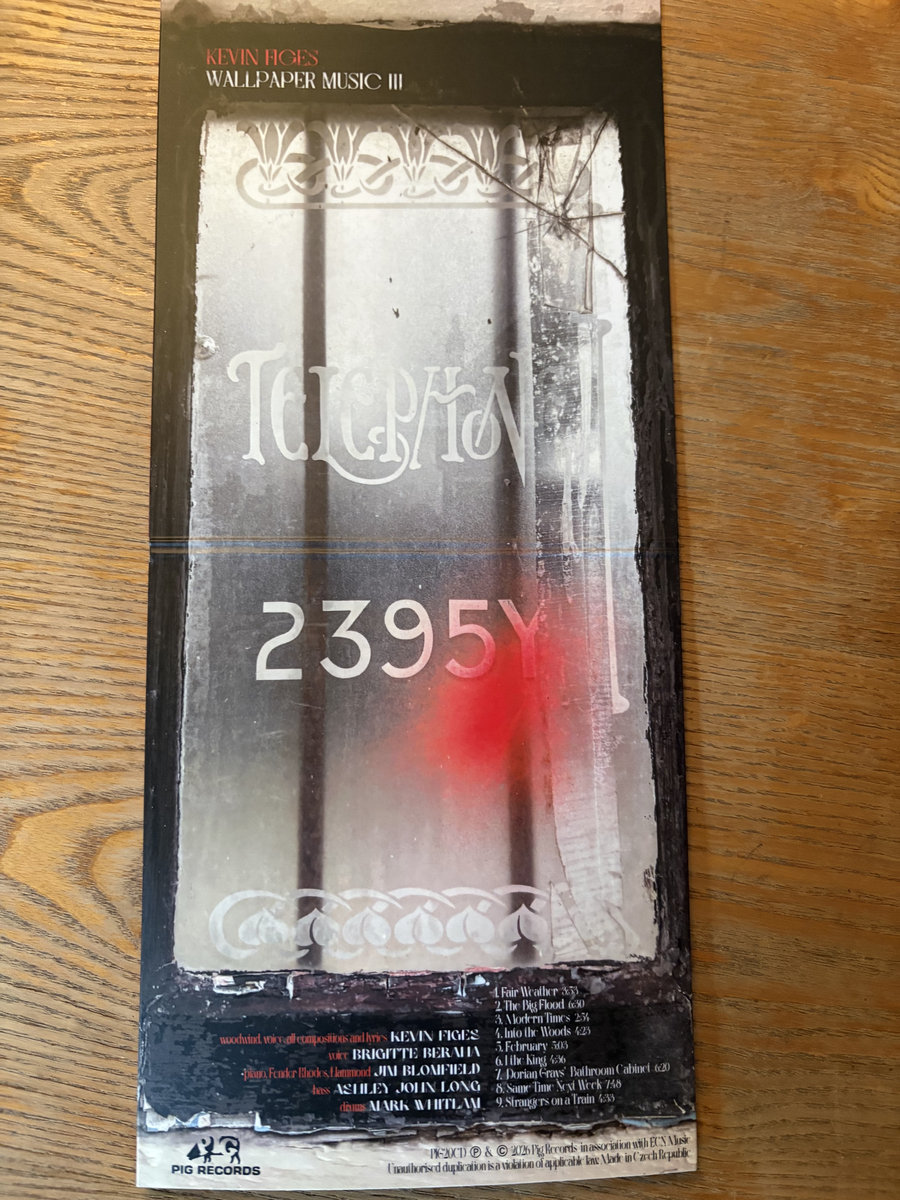 KEVIN FIGES
WALLPAPER MUSIC III
TELEPHON
2395Y
1. Fair Weather 3:53
2. The Big Flood 6:30
3. Modern Times 2:54
4. Into the Woods 4:23
5. February 5:03
6. I the King 4:36
7. Dorian Grays' Bathroom Cabinet 6:20
8. Same Time Next Week 7:48
9. Strangers on a Train 4:33
woodwind, voice, all compositions and lyrics KEVIN FIGES
voice BRIGITTE BERAHA
piano, Fender Rhodes, Hammond JIM BLOMFIELD
bass ASHLEY JOHN LONG
drums MARK WHITLAM
PIG RECORDS
PIG20CD Ⓟ & © 2026 Pig Records in association with ECN Music
Unauthorised duplication is a violation of applicable law. Made in Czech Republic